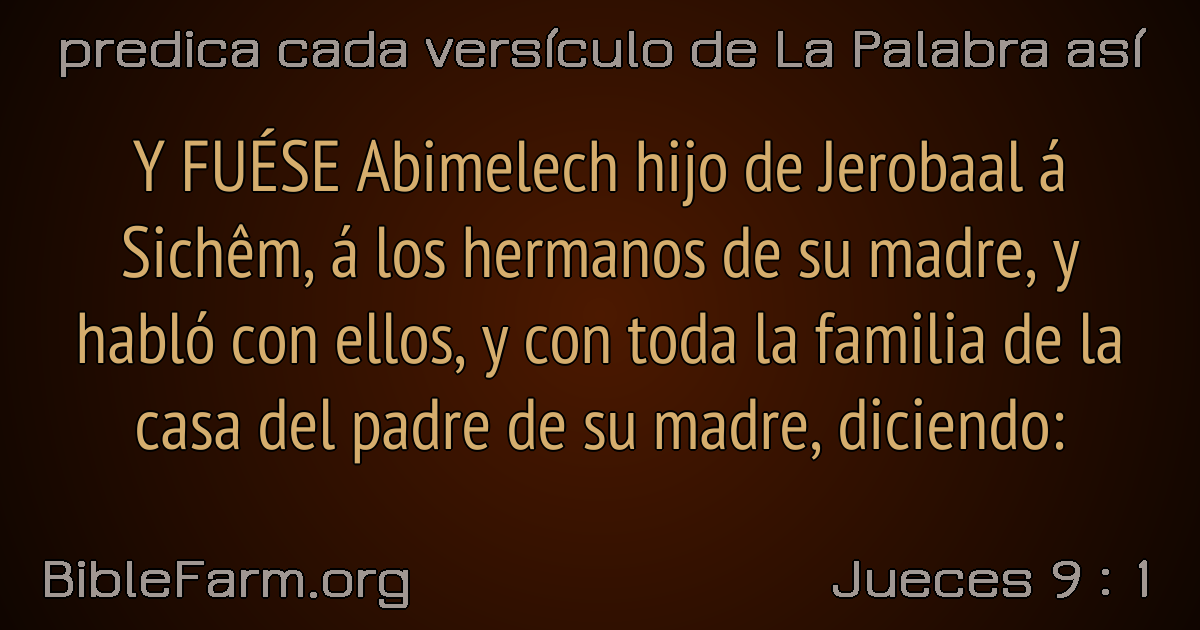 predica cada versículo de La Palabra así
Y FUÉSE Abimelech hijo de Jerobaal á
Sichêm, á los hermanos de su madre, y
habló con ellos, y con toda la familia de la
casa del padre de su madre, diciendo:
BibleFarm.org
Jueces 9 : 1